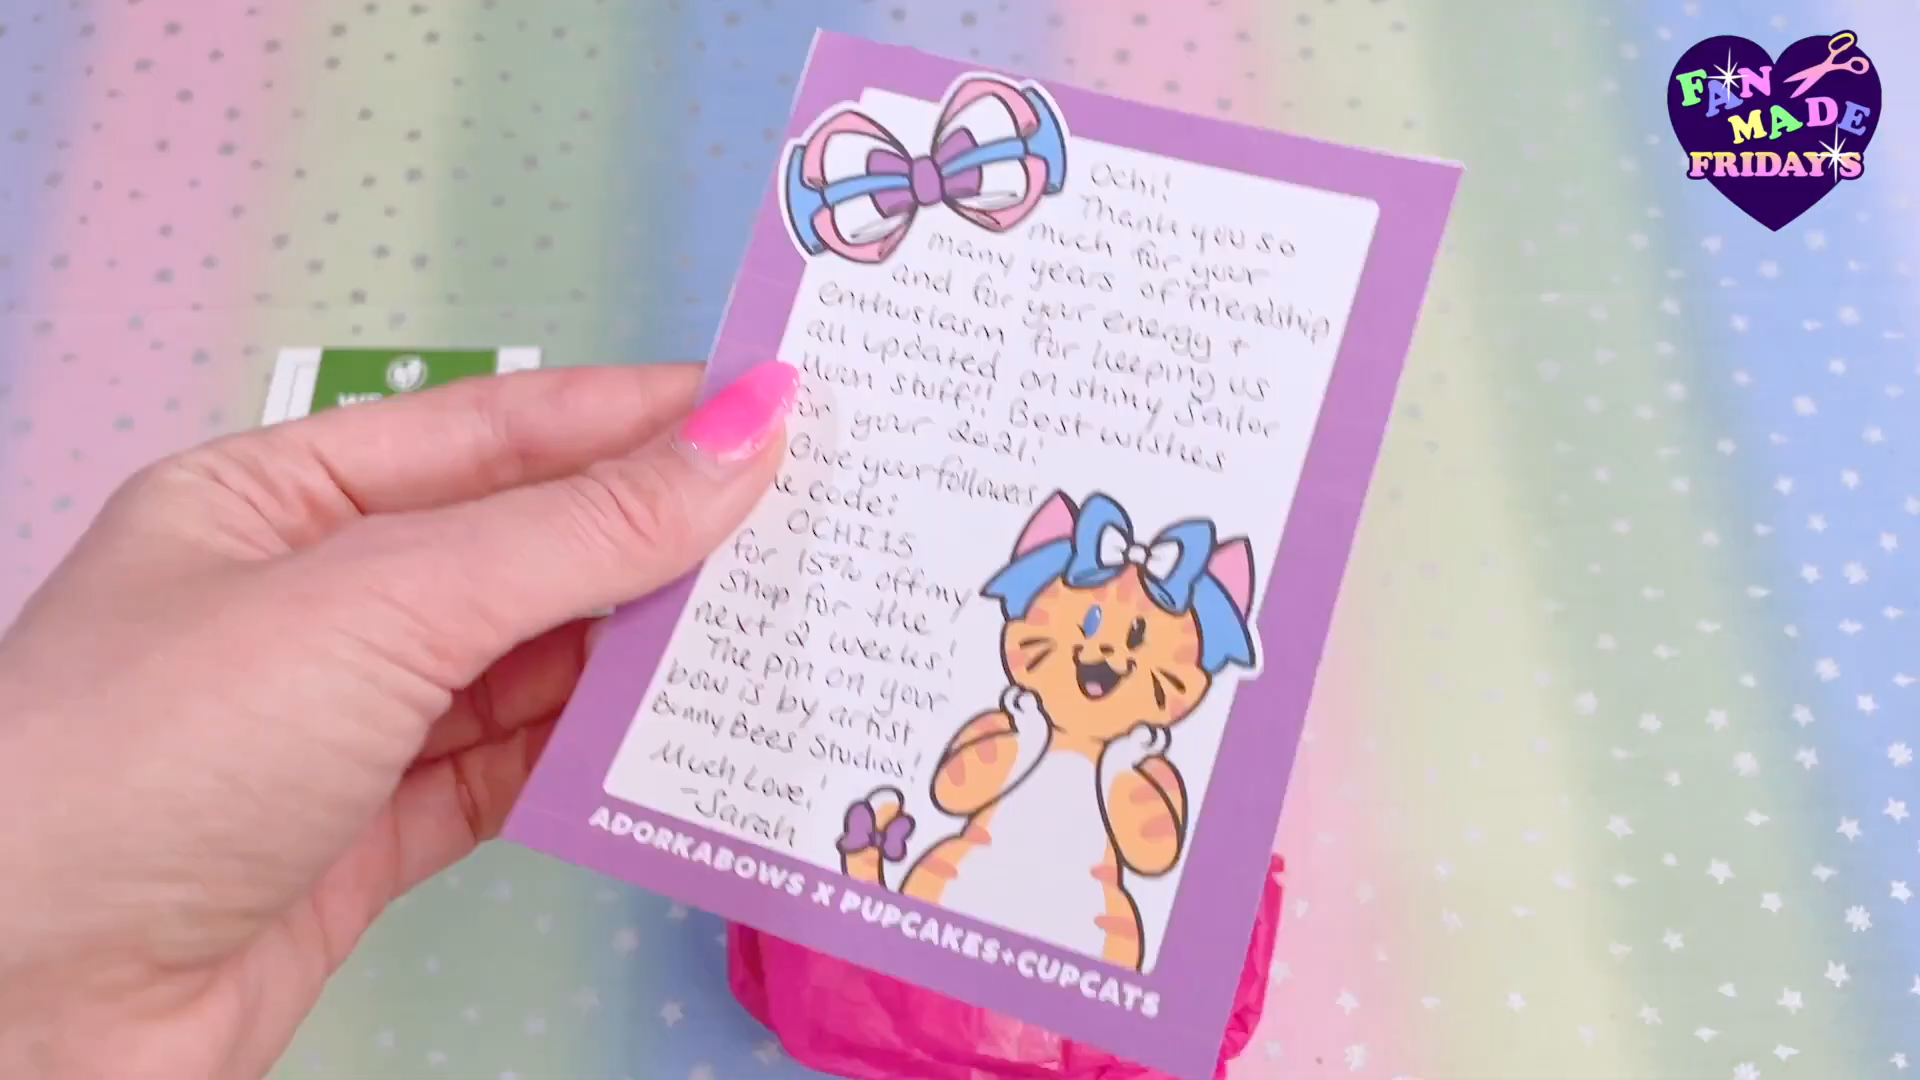 FAN
MADE
FRIDAY'S
Ochi!
Thank you so
much for your
many years of friendship
and for your energy +
enthusiasm for keeping us
all updated on shiny Sailor
Moon stuff!! Best wishes
for your 2021!
Give your followers
code:
OCHI15
for 15% off my
shop for the
next 2 weeks!
The pin on your
bow is by artist
Bunny Bees Studios!
Much Love!
-Sarah
ADORKABOWS X PUPCAKES+CUPCATS